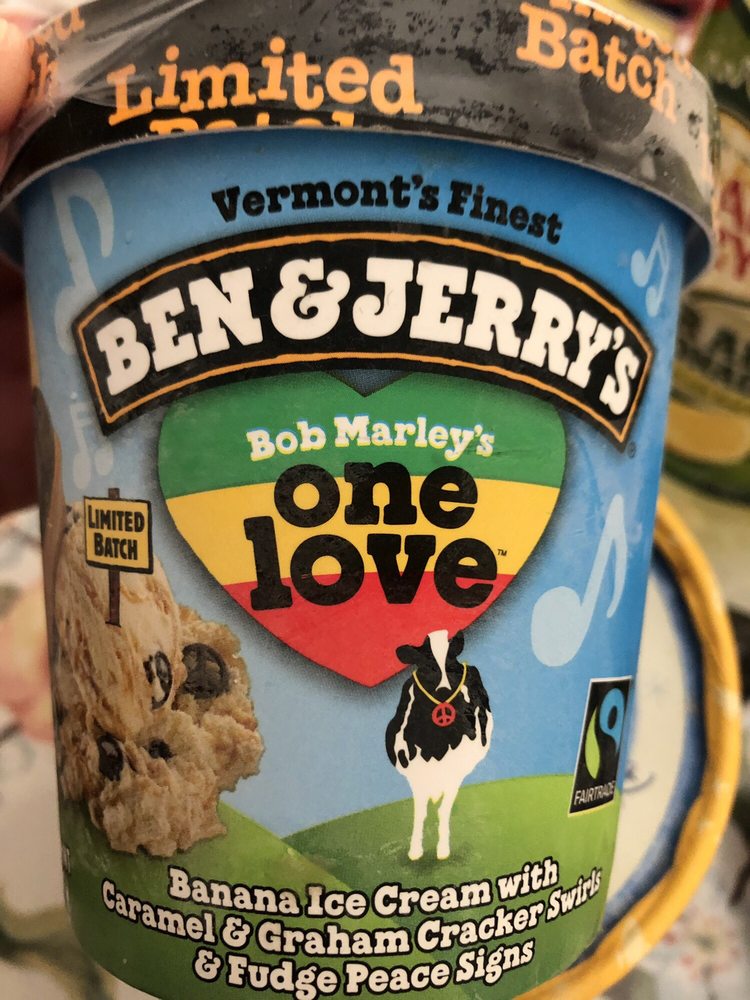 Limited
Batch
Vermont's Finest
BEN & JERRY'S
Bob Marley's
one
love™
LIMITED
BATCH
FAIRTRADE
Banana Ice Cream with
Caramel & Graham Cracker Swirls
& Fudge Peace Signs